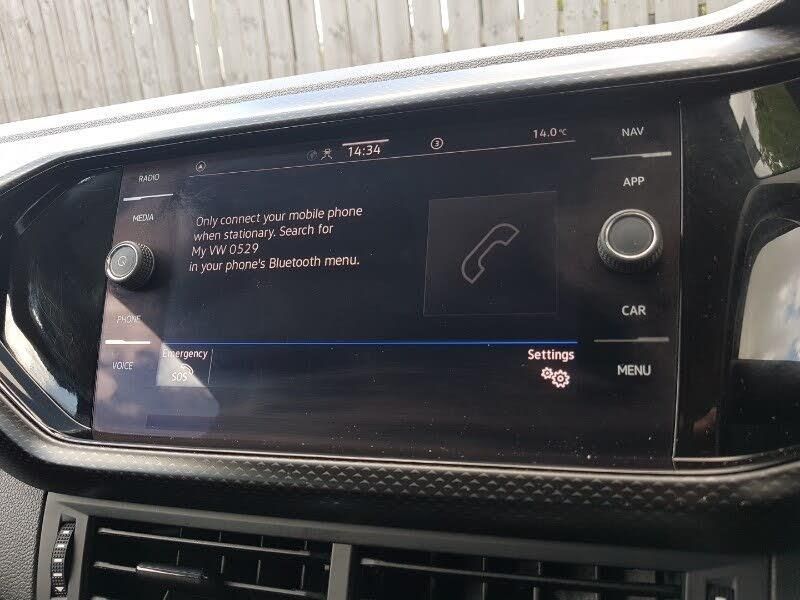 14:34
3
14.0 °C
NAV
RADIO
APP
MEDIA
Only connect your mobile phone
when stationary. Search for
My VW 0529
in your phone's Bluetooth menu.
PHONE
CAR
VOICE
Emergency
SOS
Settings
MENU